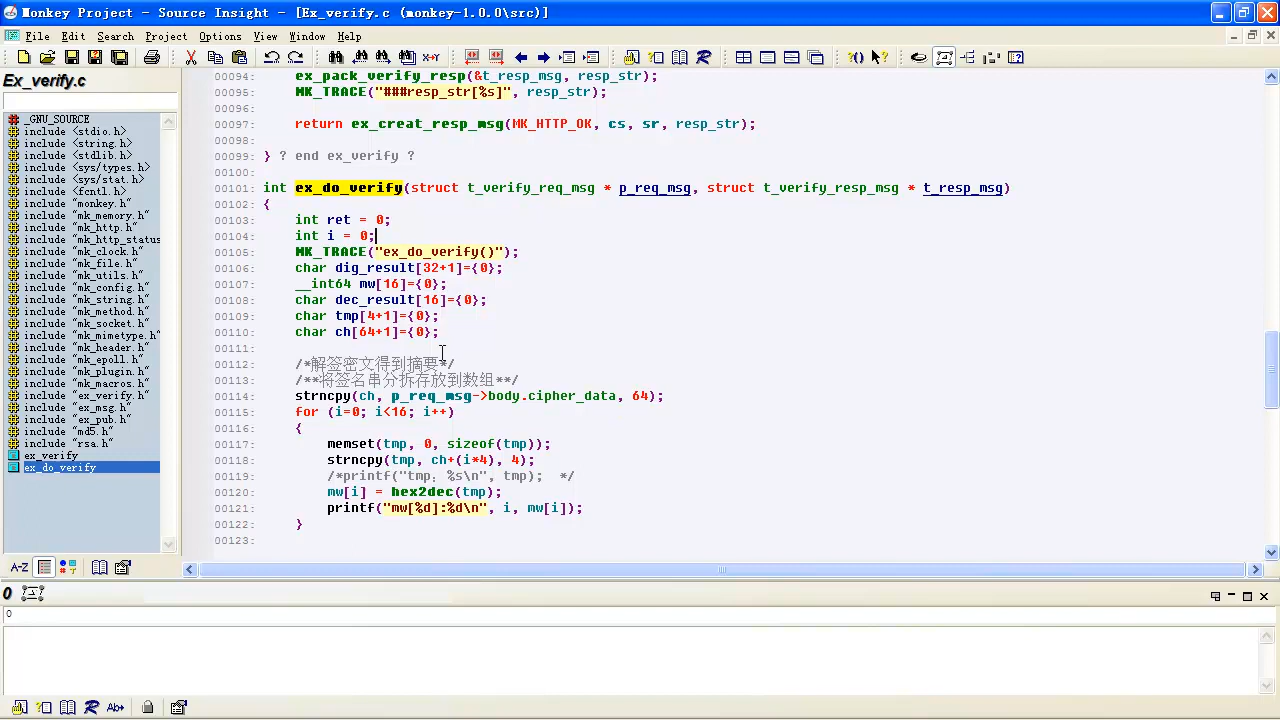 Monkey Project - Source Insight - [Ex_verify.c (monkey-1.0.0\src)]
File Edit Search Project Options View Window Help
Ex_verify.c
_GNU_SOURCE
include <stdio.h>
include <string.h>
include <stdlib.h>
include <sys/types.h>
include <sys/stat.h>
include <fcntl.h>
include "monkey.h"
include "mk_memory.h"
include "mk_http.h"
include "mk_http_status
include "mk_clock.h"
include "mk_file.h"
include "mk_utils.h"
include "mk_config.h"
include "mk_string.h"
include "mk_method.h"
include "mk_socket.h"
include "mk_mimetype.h"
include "mk_header.h"
include "mk_epoll.h"
include "mk_plugin.h"
include "mk_macros.h"
include "ex_verify.h"
include "ex_msg.h"
include "ex_pub.h"
include "md5.h"
include "rsa.h"
ex_verify
ex_do_verify
A-Z
00094: ex_pack_verify_resp(&t_resp_msg, resp_str);
00095: MK_TRACE("###resp_str[%s]", resp_str);
00096:
00097: return ex_creat_resp_msg(MK_HTTP_OK, cs, sr, resp_str);
00098:
00099: } ? end ex_verify ?
00100:
00101: int ex_do_verify(struct t_verify_req_msg * p_req_msg, struct t_verify_resp_msg * t_resp_msg)
00102: {
00103: int ret = 0;
00104: int i = 0;
00105: MK_TRACE("ex_do_verify()");
00106: char dig_result[32+1]={0};
00107: __int64 mw[16]={0};
00108: char dec_result[16]={0};
00109: char tmp[4+1]={0};
00110: char ch[64+1]={0};
00111:
00112: /*解签密文得到摘要*/
00113: /**将签名串分拆存放到数组**/
00114: strncpy(ch, p_req_msg->body.cipher_data, 64);
00115: for (i=0; i<16; i++)
00116: {
00117: memset(tmp, 0, sizeof(tmp));
00118: strncpy(tmp, ch+(i*4), 4);
00119: /*printf("tmp：%s\n", tmp); */
00120: mw[i] = hex2dec(tmp);
00121: printf("mw[%d]:%d\n", i, mw[i]);
00122: }
00123:
0
0